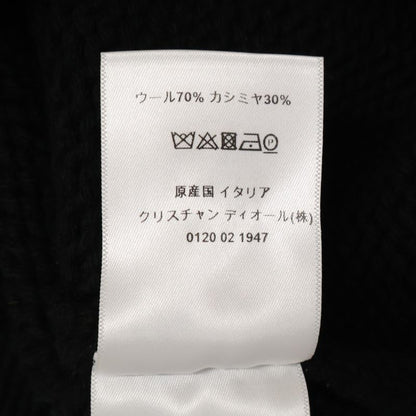 ウール70% カシミヤ30%
P
原産国 イタリア
クリスチャン ディオール(株)
0120 02 1947